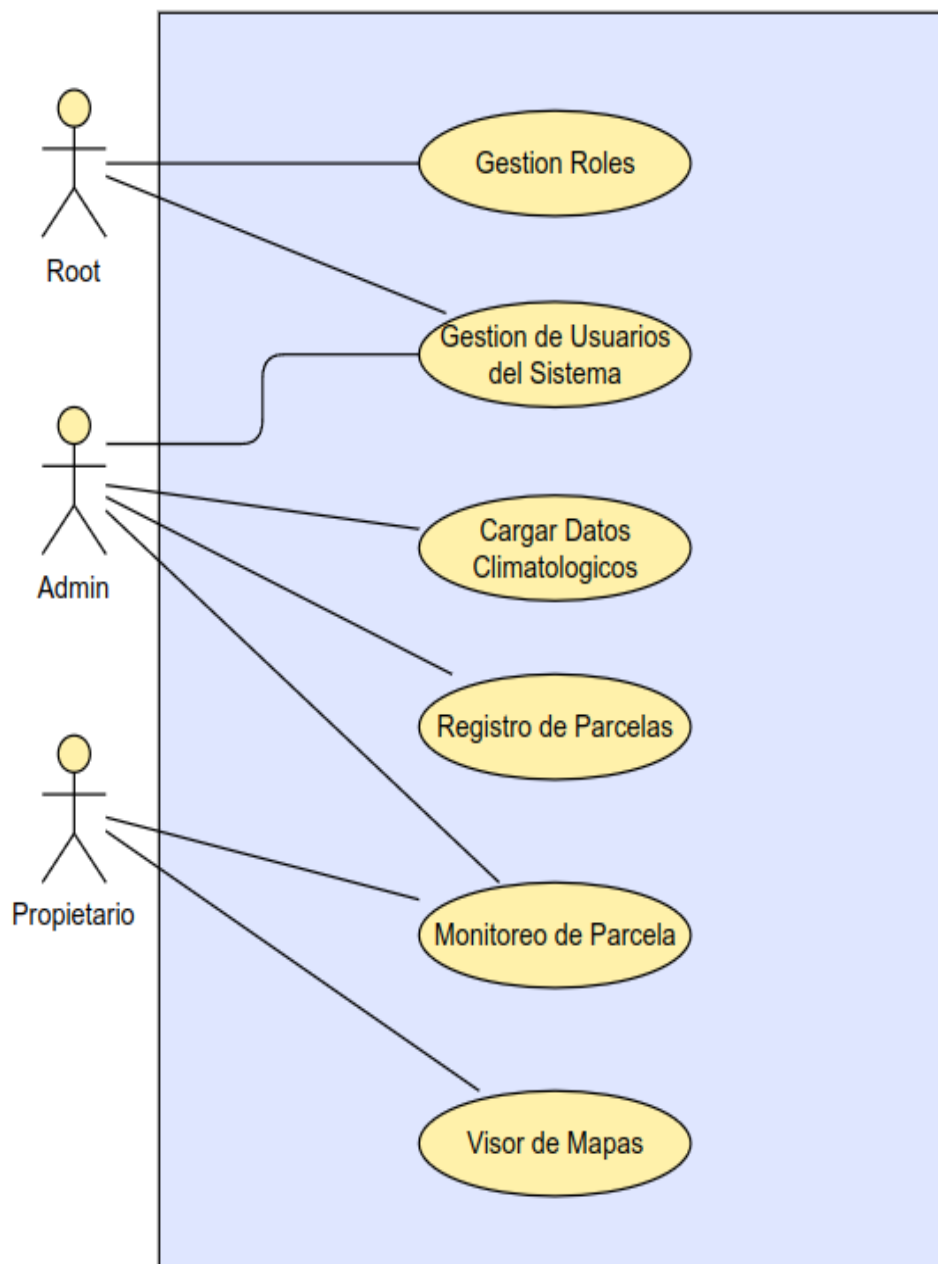 Root
Gestion Roles
Gestion de Usuarios
del Sistema
Admin
Cargar Datos
Climatologicos
Registro de Parcelas
Propietario
Monitoreo de Parcela
Visor de Mapas